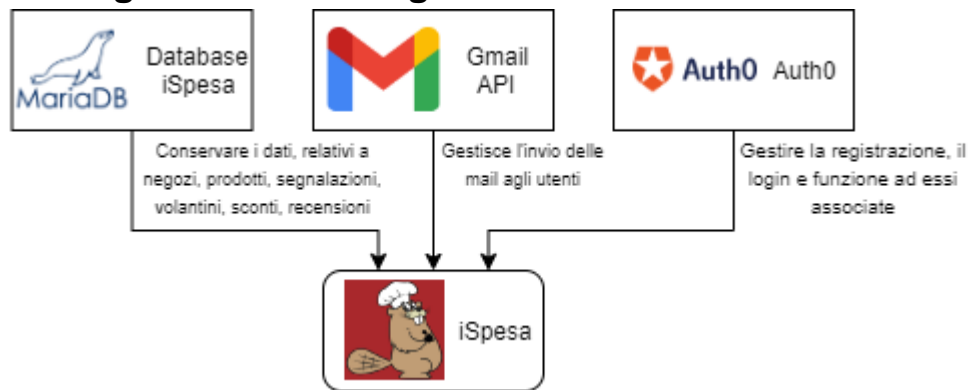 MariaDB
Database
iSpesa
Gmail
API
Auth0 Auth0
Conservare i dati, relativi a
negozi, prodotti, segnalazioni,
volantini, sconti, recensioni
Gestisce l'invio delle
mail agli utenti
Gestire la registrazione, il
login e funzione ad essi
associate
iSpesa